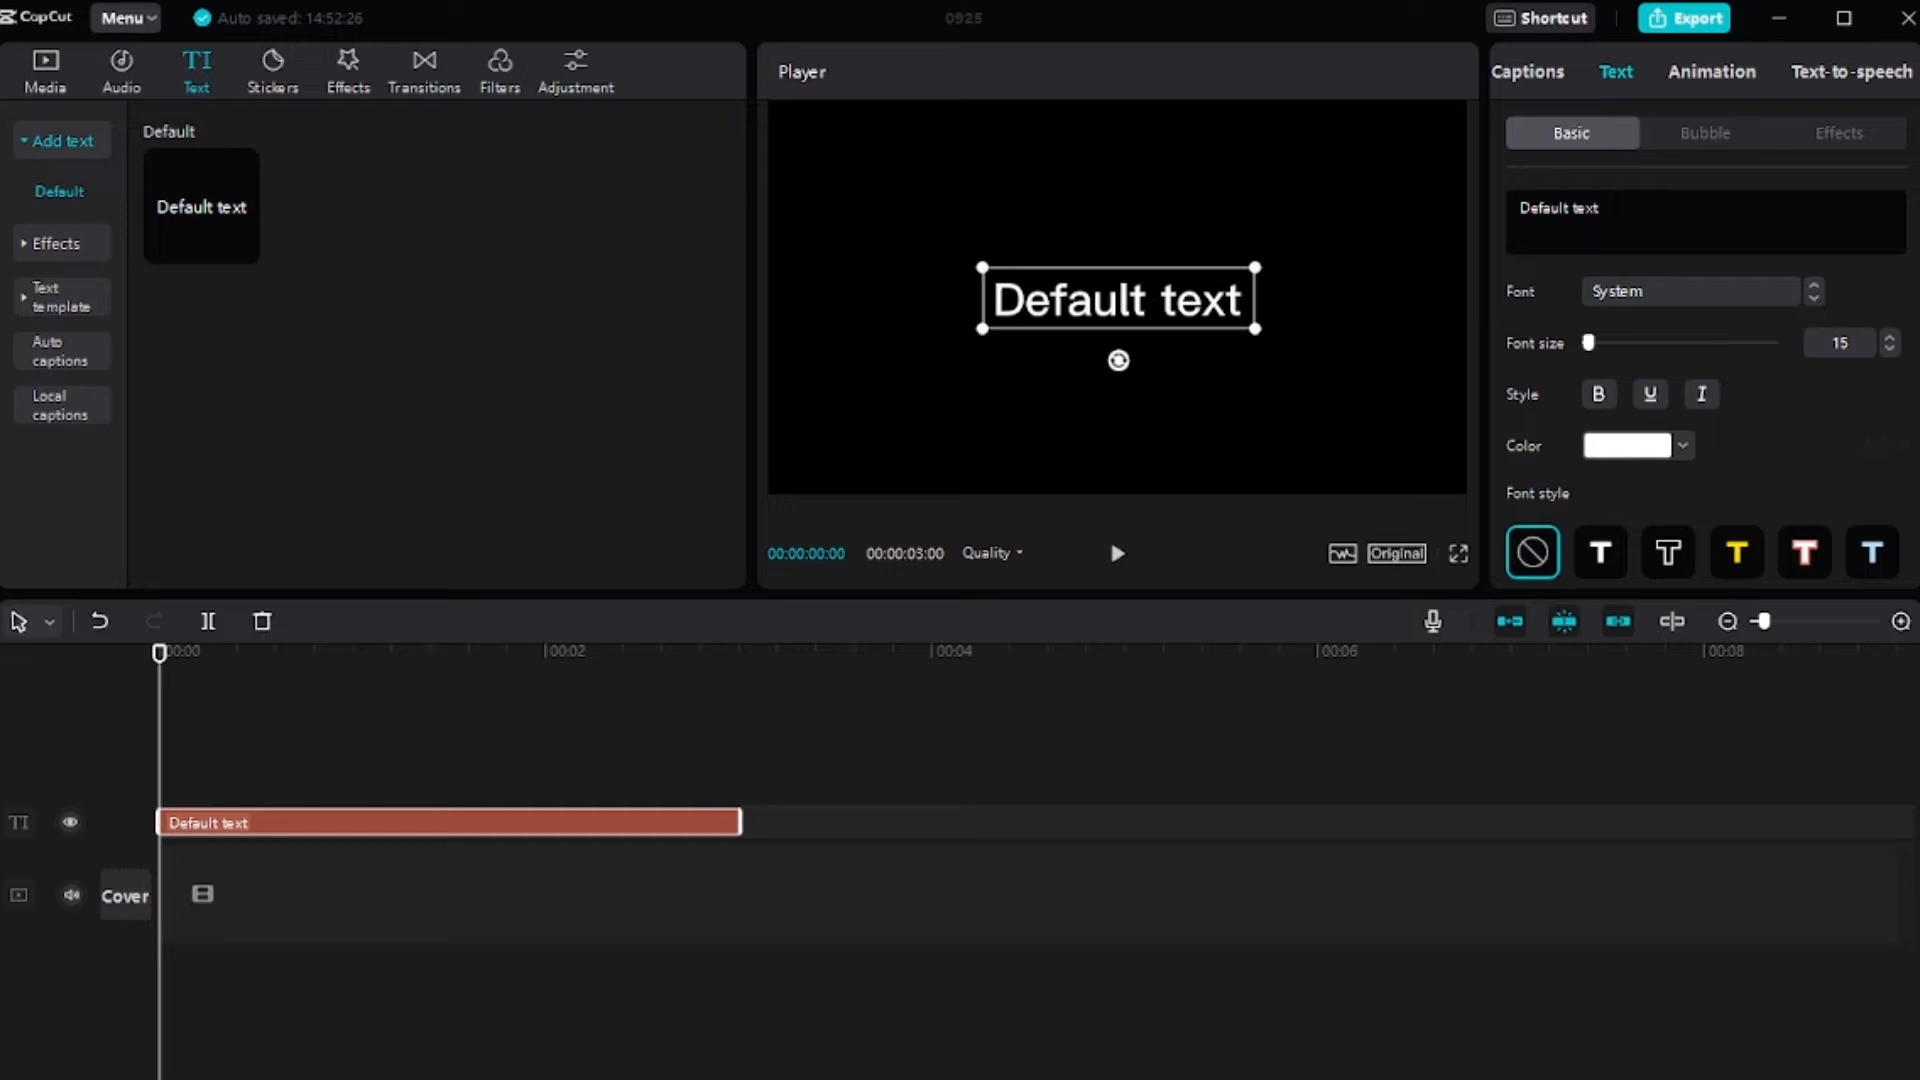 CapCut
Menu
Auto saved: 14:52:26
0925
Shortcut
Export
Media
Audio
TI
Text
Stickers
Effects
Transitions
Filters
Adjustment
Player
Captions
Text
Animation
Text-to-speech
Add text
Default
Effects
Text
template
Auto
captions
Local
captions
Default
Default text
Default text
00:00:00:00
00:00:03:00
Quality
Original
Basic
Bubble
Effects
Default text
Font
System
Font size
15
Style
B
U
I
Color
Font style
T
T
T
T
T
00:00
00:02
00:04
00:06
00:08
TI
Default text
Cover